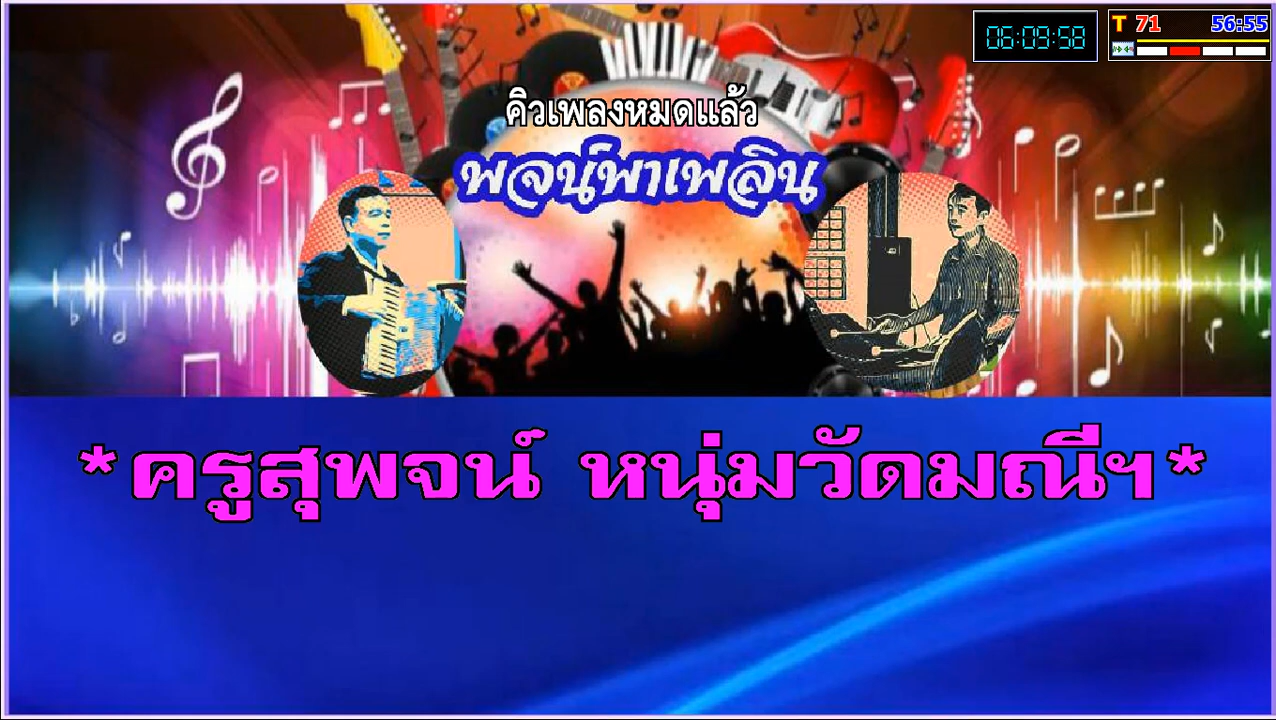 06:09:58
T 71 56:55
คิวเพลงหมดแล้ว
พจน์พาเพลิน
*ครูสุพจน์ หนุ่มวัดมณีฯ*